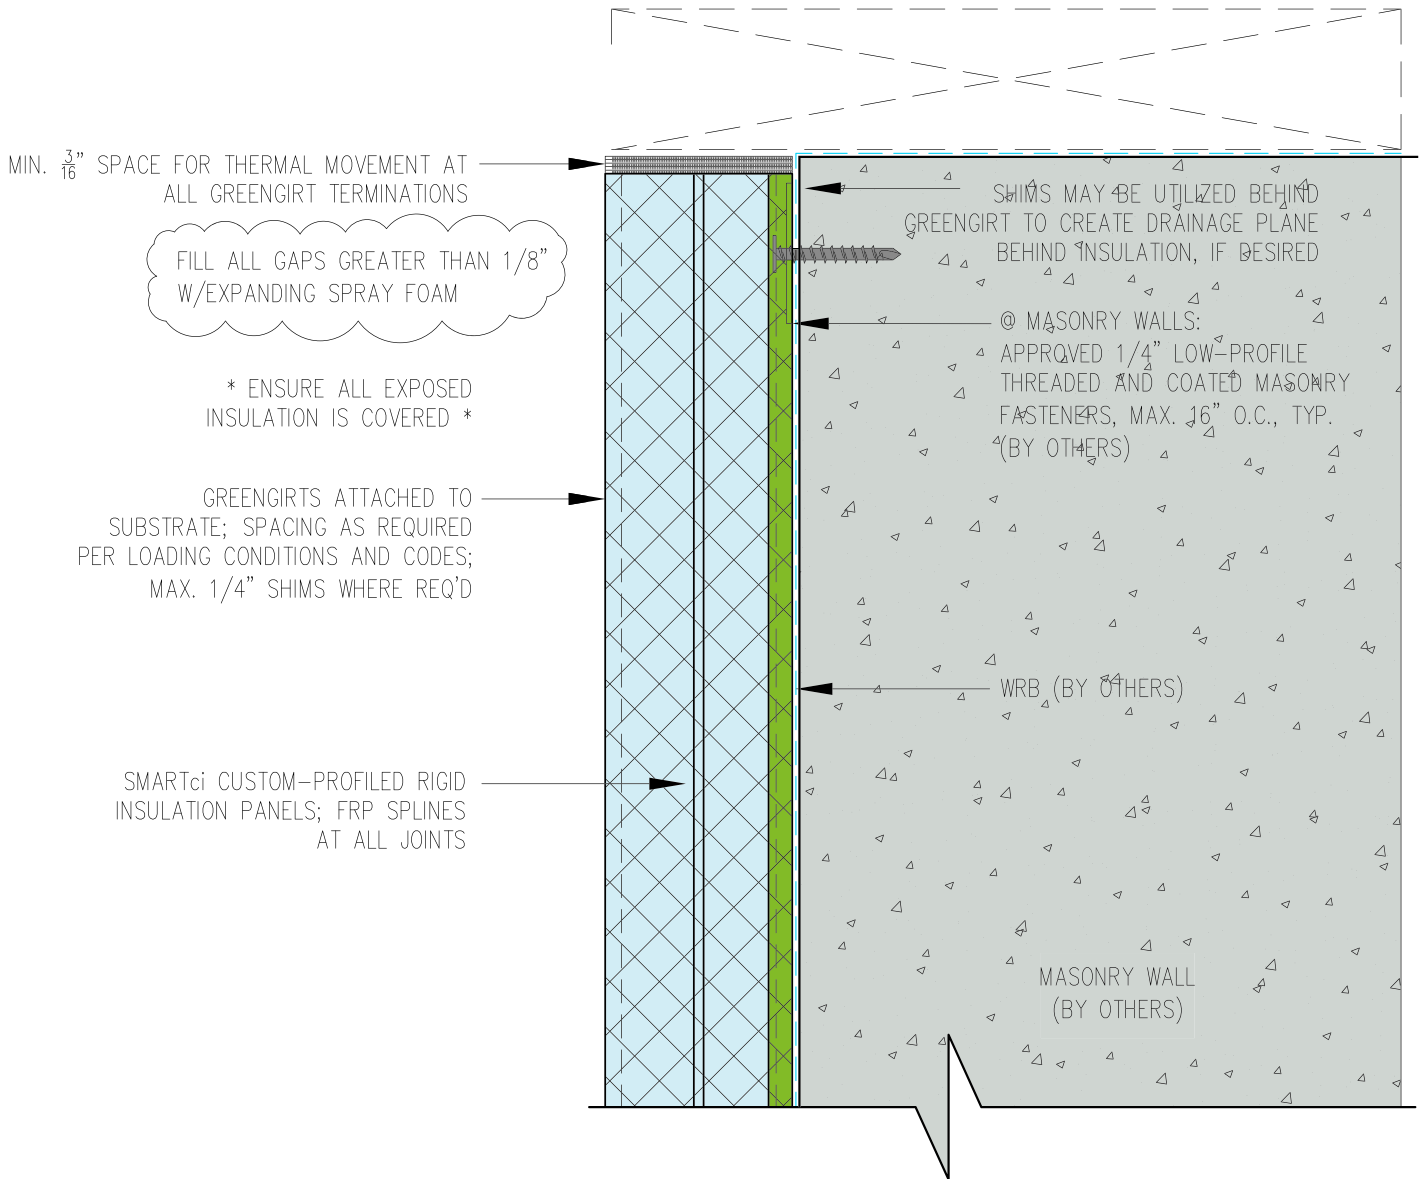 MIN. 3/16" SPACE FOR THERMAL MOVEMENT AT
ALL GREENGIRT TERMINATIONS
FILL ALL GAPS GREATER THAN 1/8"
W/EXPANDING SPRAY FOAM
* ENSURE ALL EXPOSED
INSULATION IS COVERED *
GREENGIRTS ATTACHED TO
SUBSTRATE; SPACING AS REQUIRED
PER LOADING CONDITIONS AND CODES;
MAX. 1/4" SHIMS WHERE REQ'D
SMARTci CUSTOM-PROFILED RIGID
INSULATION PANELS; FRP SPLINES
AT ALL JOINTS
SHIMS MAY BE UTILIZED BEHIND
GREENGIRT TO CREATE DRAINAGE PLANE
BEHIND INSULATION, IF DESIRED
@ MASONRY WALLS:
APPROVED 1/4" LOW-PROFILE
THREADED AND COATED MASONRY
FASTENERS, MAX. 16" O.C., TYP.
(BY OTHERS)
WRB (BY OTHERS)
MASONRY WALL
(BY OTHERS)